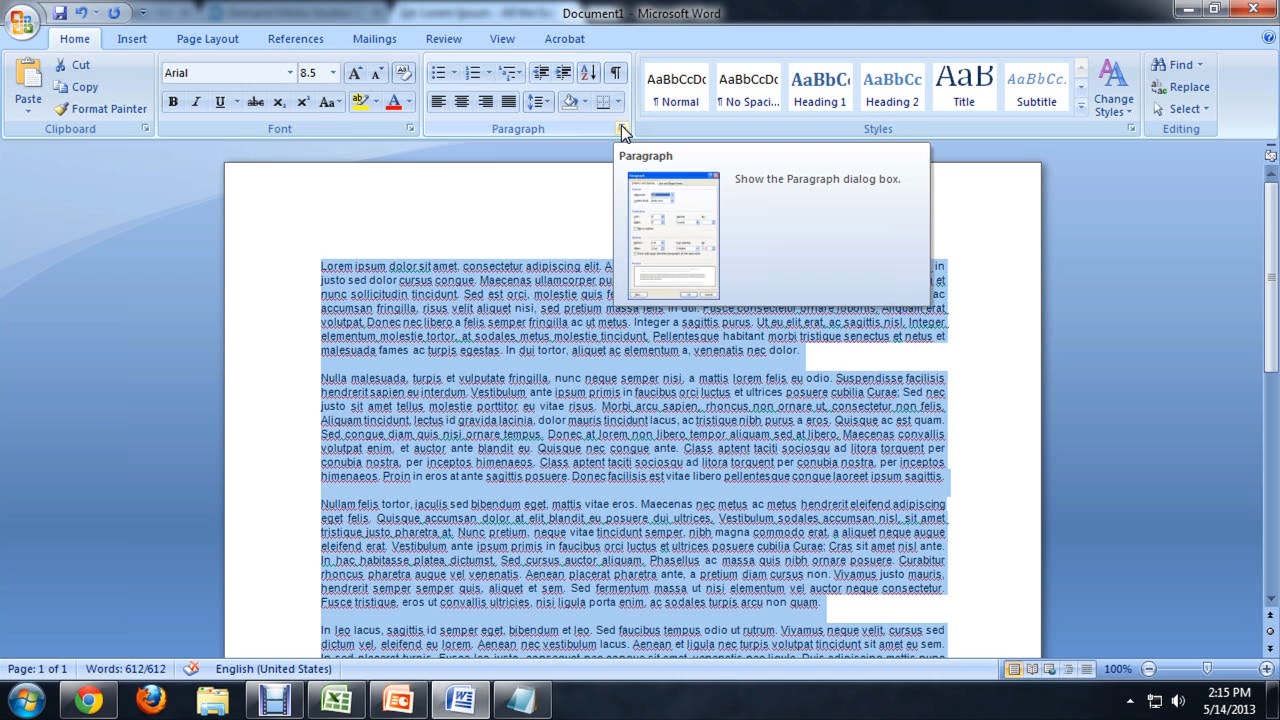 Document1 - Microsoft Word
Home Insert Page Layout References Mailings Review View Acrobat
Paste
Cut
Copy
Format Painter
Clipboard
Arial 8.5
Font
Paragraph
AaBbCcDc AaBbCcDc AaBbCc AaBbCc AaB AaBbCcL
¶ Normal ¶ No Spaci... Heading 1 Heading 2 Title Subtitle
Change
Styles
Styles
Find
Replace
Select
Editing
Paragraph
Show the Paragraph dialog box.
Lorem ipsum dolor sit amet, consectetur adipiscing elit. in
justo sed dolor cursus congue. Maecenas ullamcorper
nunc sollicitudin tincidunt. Sed est orci, molestie quis ac
accumsan fringilla, risus velit aliquet nisl, sed pretium massa felis in dui. Fusce consectetur ornare lobortis. Aliquam erat
volutpat. Donec nec libero a felis semper fringilla ac ut metus. Integer a sagittis purus. Ut eu elit erat, ac sagittis nisl. Integer
elementum molestie tortor, at sodales metus molestie tincidunt. Pellentesque habitant morbi tristique senectus et netus et
malesuada fames ac turpis egestas. In dui tortor, aliquet ac elementum a, venenatis nec dolor.
Nulla malesuada, turpis et vulputate fringilla, nunc neque semper nisi, a mattis lorem felis eu odio. Suspendisse facilisis
hendrerit sapien eu interdum. Vestibulum ante ipsum primis in faucibus orci luctus et ultrices posuere cubilia Curae; Sed nec
justo sit amet tellus molestie porttitor eu vitae risus. Morbi arcu sapien, rhoncus non ornare ut, consectetur non felis.
Aliquam tincidunt, lectus id gravida lacinia, dolor mauris tincidunt lacus, ac tristique nibh purus a eros. Quisque ac est quam.
Sed congue diam quis nisi ornare tempus. Donec at lorem non libero tempor aliquam sed at libero. Maecenas convallis
volutpat enim, et auctor ante blandit eu. Quisque nec congue ante. Class aptent taciti sociosqu ad litora torquent per
conubia nostra, per inceptos himenaeos. Class aptent taciti sociosqu ad litora torquent per conubia nostra, per inceptos
himenaeos. Proin in eros at ante sagittis posuere. Donec facilisis est vitae libero pellentesque congue laoreet ipsum sagittis.
Nullam felis tortor, iaculis sed bibendum eget, mattis vitae eros. Maecenas nec metus ac metus hendrerit eleifend adipiscing
eget felis. Quisque accumsan dolor at elit blandit eu posuere dui ultrices. Vestibulum sodales accumsan nisl, sit amet
tristique justo pharetra at. Nunc pretium, neque vitae tincidunt semper, nibh magna commodo erat, a aliquet neque augue
eleifend erat. Vestibulum ante ipsum primis in faucibus orci luctus et ultrices posuere cubilia Curae; Cras sit amet nisl ante.
In hac habitasse platea dictumst. Sed cursus auctor aliquam. Phasellus ac massa quis nibh ornare posuere. Curabitur
rhoncus pharetra augue vel venenatis. Aenean placerat pharetra ante, a pretium diam cursus non. Vivamus justo mauris,
hendrerit semper semper quis, aliquet et sem. Sed fermentum massa ut nisi elementum vel auctor neque consectetur.
Fusce tristique, eros ut convallis ultricies, nisi ligula porta enim, ac sodales turpis arcu non quam.
In leo lacus, sagittis id semper eget, bibendum et leo. Sed faucibus tempus odio ut rutrum. Vivamus neque velit, cursus sed
dictum vel, eleifend eu lorem. Aenean nec vestibulum lacus. Aenean et ligula nec turpis volutpat consectetur sit amet
Page: 1 of 1 Words: 612/612 English (United States) 100%
2:15 PM
5/14/2013